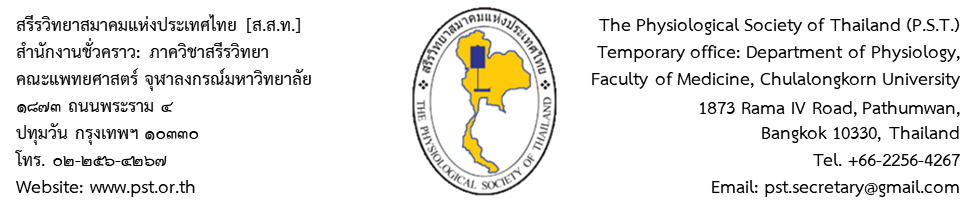 สรีรวิทยาสมาคมแห่งประเทศไทย [ส.ส.ท.]
สำนักงานชั่วคราว: ภาควิชาสรีรวิทยา
คณะแพทยศาสตร์ จุฬาลงกรณ์มหาวิทยาลัย
๑๘๗๓ ถนนพระราม ๔
ปทุมวัน กรุงเทพฯ ๑๐๓๓๐
โทร. ๐๒-๒๕๖-๔๒๖๗
Website: www.pst.or.th
สรีรวิทยาสมาคมแห่งประเทศไทย
THE PHYSIOLOGICAL SOCIETY OF THAILAND
The Physiological Society of Thailand (P.S.T.)
Temporary office: Department of Physiology,
Faculty of Medicine, Chulalongkorn University
1873 Rama IV Road, Pathumwan,
Bangkok 10330, Thailand
Tel. +66-2256-4267
Email: pst.secretary@gmail.com